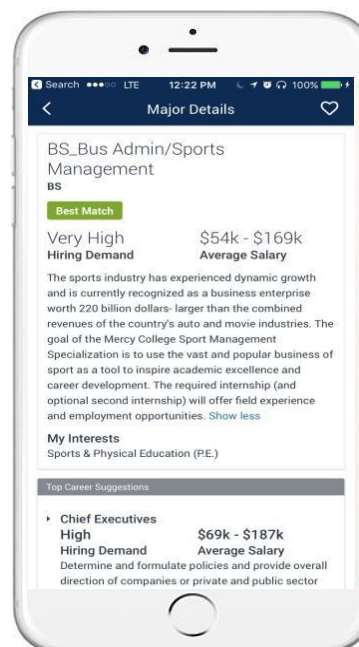 Search LTE 12:22 PM 100%
Major Details
BS_Bus Admin/Sports
Management
BS
Best Match
Very High $54k - $169k
Hiring Demand Average Salary
The sports industry has experienced dynamic growth
and is currently recognized as a business enterprise
worth 220 billion dollars- larger than the combined
revenues of the country's auto and movie industries. The
goal of the Mercy College Sport Management
Specialization is to use the vast and popular business of
sport as a tool to inspire academic excellence and
career development. The required internship (and
optional second internship) will offer field experience
and employment opportunities. Show less
My Interests
Sports & Physical Education (P.E.)
Top Career Suggestions
Chief Executives
High $69k - $187k
Hiring Demand Average Salary
Determine and formulate policies and provide overall
direction of companies or private and public sector